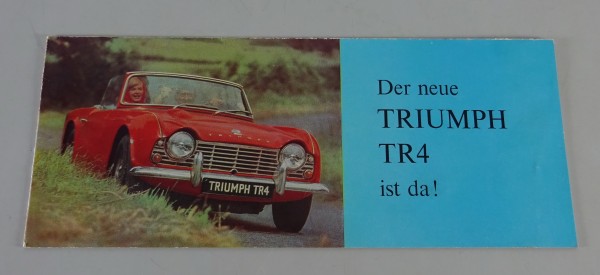 TRIUMPH TR4
Der neue
TRIUMPH
TR4
ist da!